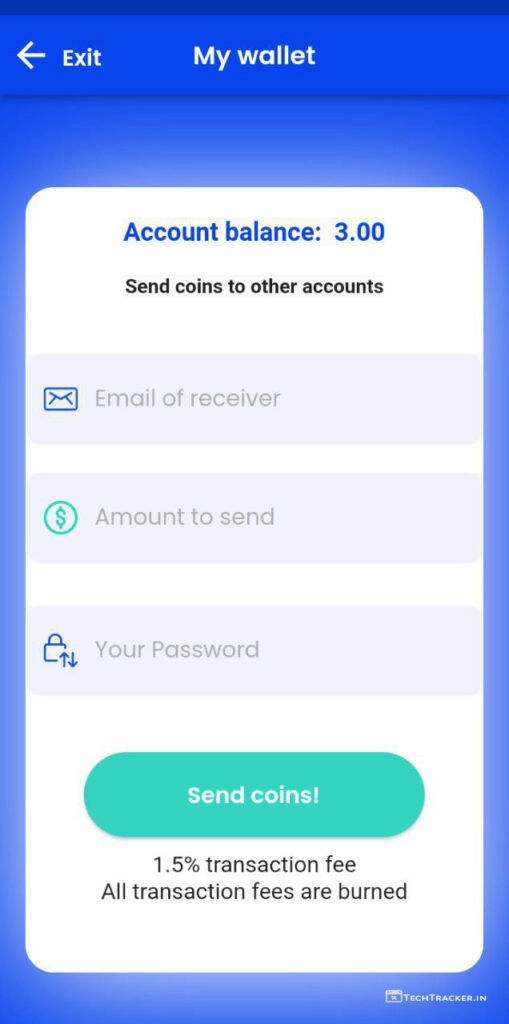 Exit
My wallet
Account balance: 3.00
Send coins to other accounts
Email of receiver
Amount to send
Your Password
Send coins!
1.5% transaction fee
All transaction fees are burned
TECHTRACKER.IN